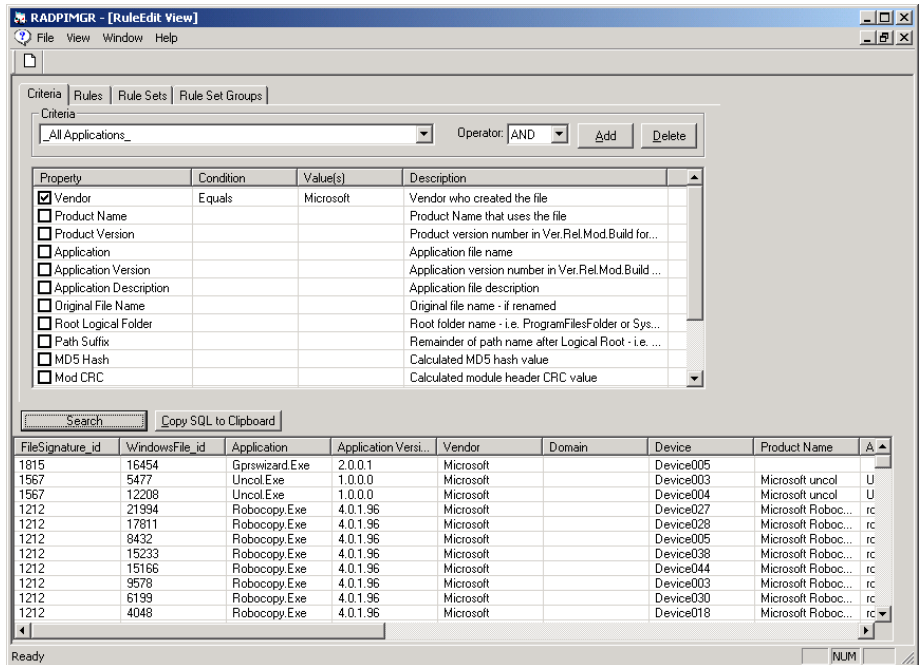 RADPIMGR - [RuleEdit View]
File View Window Help
Criteria Rules Rule Sets Rule Set Groups
Criteria
_All Applications_ Operator: AND Add Delete
Property Condition Value(s) Description
Vendor Equals Microsoft Vendor who created the file
Product Name Product Name that uses the file
Product Version Product version number in Ver.Rel.Mod.Build for...
Application Application file name
Application Version Application version number in Ver.Rel.Mod.Build ...
Application Description Application file description
Original File Name Original file name - if renamed
Root Logical Folder Root folder name - i.e. ProgramFilesFolder or Sys...
Path Suffix Remainder of path name after Logical Root - i.e. ...
MD5 Hash Calculated MD5 hash value
Mod CRC Calculated module header CRC value
Search Copy SQL to Clipboard
FileSignature_id WindowsFile_id Application Application Versi... Vendor Domain Device Product Name A
1815 16454 Gprswizard.Exe 2.0.0.1 Microsoft Device005
1567 5477 Uncol.Exe 1.0.0.0 Microsoft Device003 Microsoft uncol U
1567 12208 Uncol.Exe 1.0.0.0 Microsoft Device004 Microsoft uncol U
1212 21994 Robocopy.Exe 4.0.1.96 Microsoft Device027 Microsoft Roboc... rc
1212 17811 Robocopy.Exe 4.0.1.96 Microsoft Device028 Microsoft Roboc... rc
1212 8432 Robocopy.Exe 4.0.1.96 Microsoft Device005 Microsoft Roboc... rc
1212 15233 Robocopy.Exe 4.0.1.96 Microsoft Device038 Microsoft Roboc... rc
1212 15166 Robocopy.Exe 4.0.1.96 Microsoft Device044 Microsoft Roboc... rc
1212 9578 Robocopy.Exe 4.0.1.96 Microsoft Device003 Microsoft Roboc... rc
1212 6199 Robocopy.Exe 4.0.1.96 Microsoft Device030 Microsoft Roboc... rc
1212 4048 Robocopy.Exe 4.0.1.96 Microsoft Device018 Microsoft Roboc... rc
Ready NUM